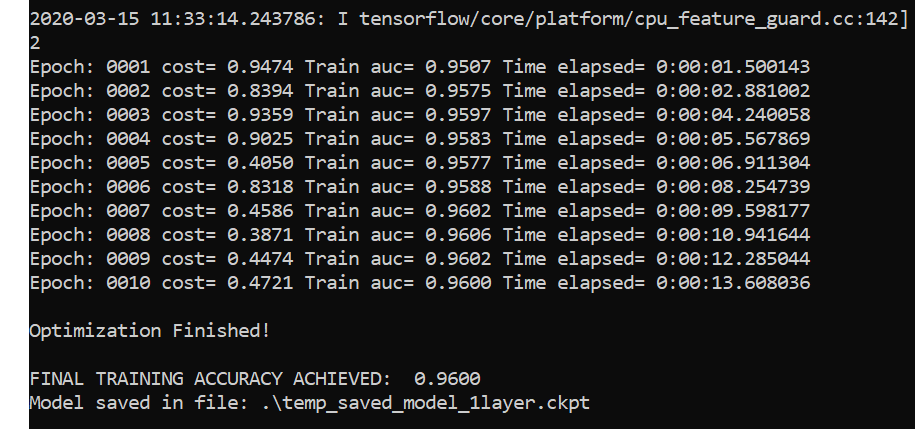 2020-03-15 11:33:14.243786: I tensorflow/core/platform/cpu_feature_guard.cc:142]
2
Epoch: 0001 cost= 0.9474 Train auc= 0.9507 Time elapsed= 0:00:01.500143
Epoch: 0002 cost= 0.8394 Train auc= 0.9575 Time elapsed= 0:00:02.881002
Epoch: 0003 cost= 0.9359 Train auc= 0.9597 Time elapsed= 0:00:04.240058
Epoch: 0004 cost= 0.9025 Train auc= 0.9583 Time elapsed= 0:00:05.567869
Epoch: 0005 cost= 0.4050 Train auc= 0.9577 Time elapsed= 0:00:06.911304
Epoch: 0006 cost= 0.8318 Train auc= 0.9588 Time elapsed= 0:00:08.254739
Epoch: 0007 cost= 0.4586 Train auc= 0.9602 Time elapsed= 0:00:09.598177
Epoch: 0008 cost= 0.3871 Train auc= 0.9606 Time elapsed= 0:00:10.941644
Epoch: 0009 cost= 0.4474 Train auc= 0.9602 Time elapsed= 0:00:12.285044
Epoch: 0010 cost= 0.4721 Train auc= 0.9600 Time elapsed= 0:00:13.608036
Optimization Finished!
FINAL TRAINING ACCURACY ACHIEVED:  0.9600
Model saved in file: .\temp_saved_model_1layer.ckpt